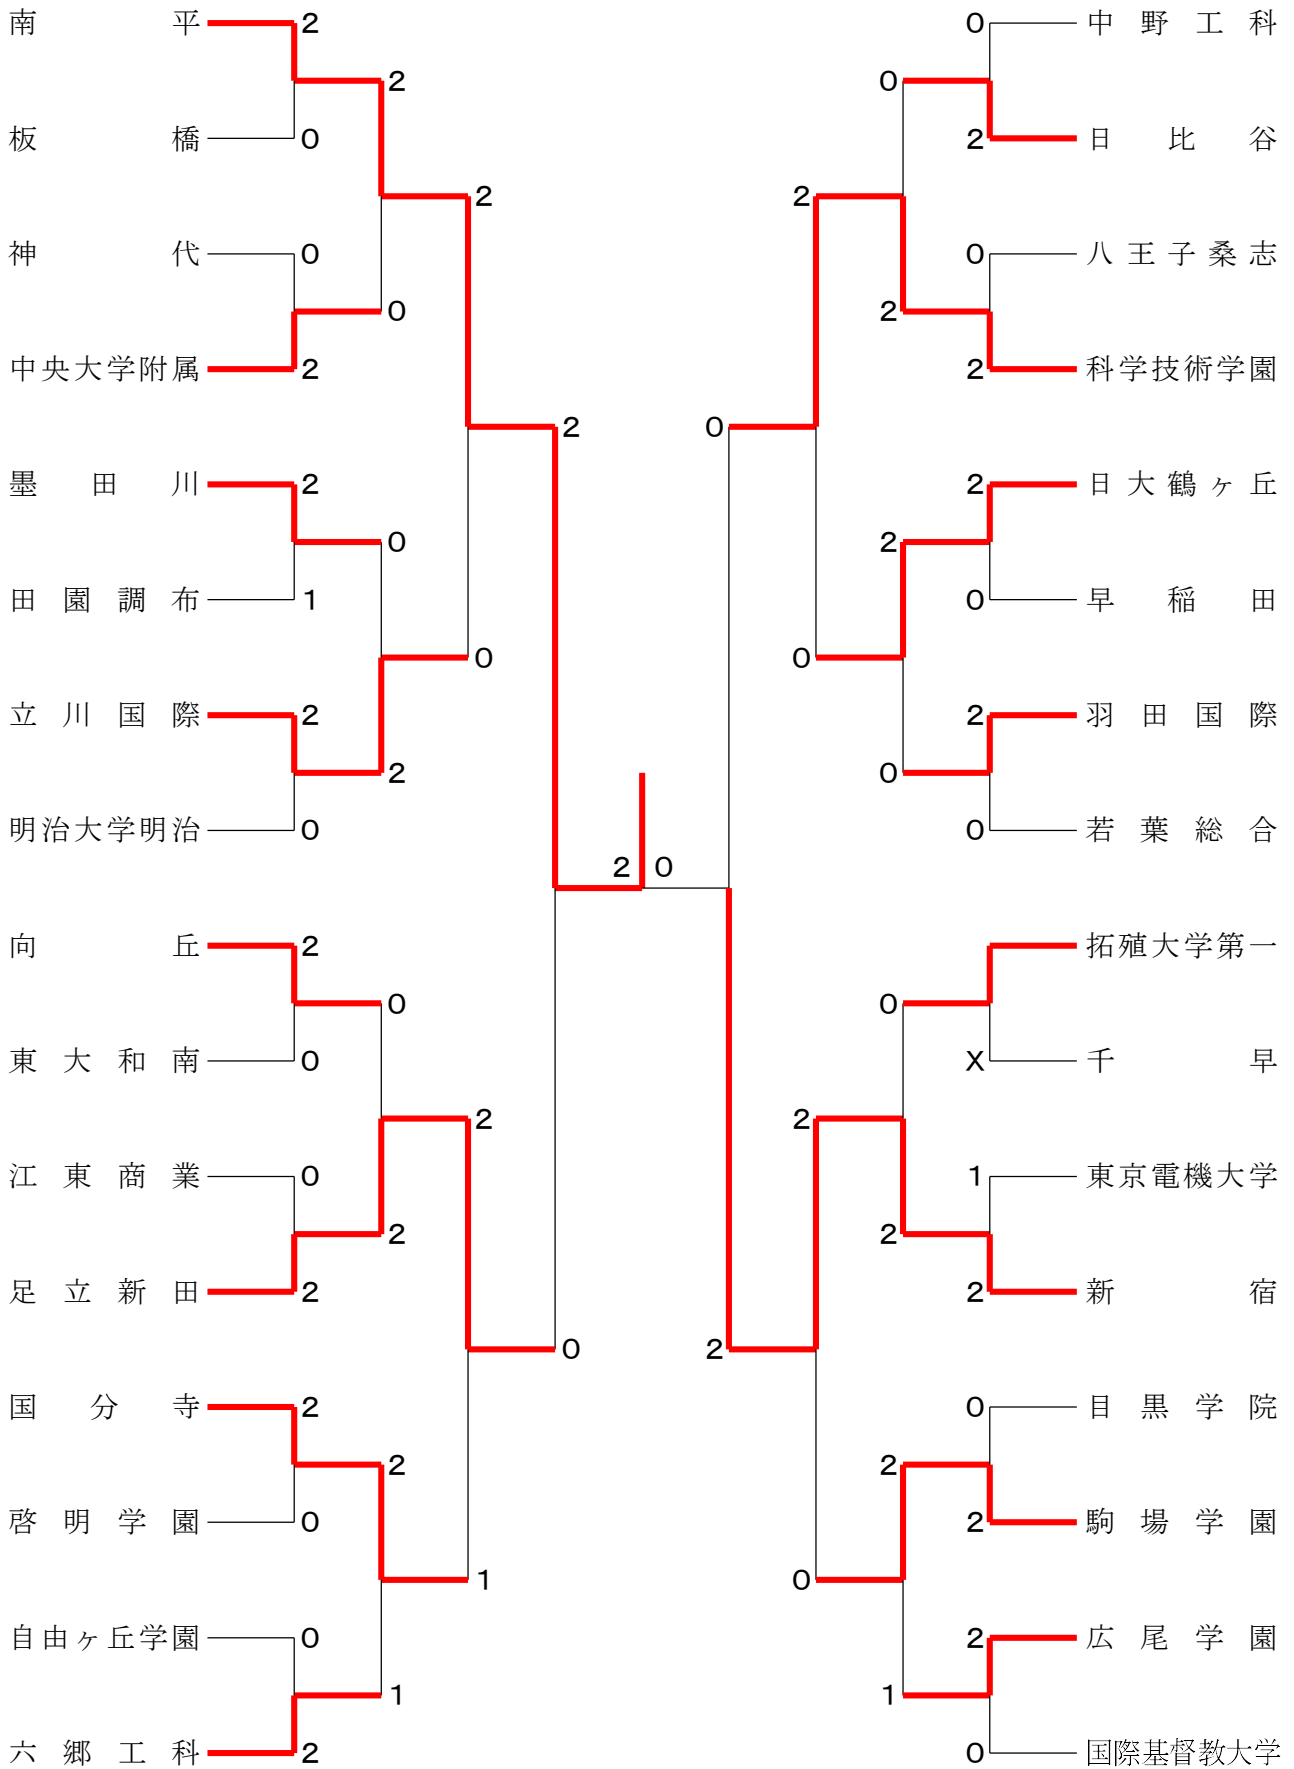 南平 2 0 中野工科
2 0
板橋 0 2 日比谷
2 2
神代 0 0 八王子桑志
0 2
中央大学附属 2 2 科学技術学園
2 0
墨田川 2 2 日大鶴ヶ丘
0 2
田園調布 1 0 早稲田
0 0
立川国際 2 2 羽田国際
2 0
明治大学明治 0 0 若葉総合
2 0
向丘 2 拓殖大学第一
0 0
東大和南 0 X 千早
2 2
江東商業 0 1 東京電機大学
2 2
足立新田 2 2 新宿
0 2
国分寺 2 0 目黒学院
2 2
啓明学園 0 2 駒場学園
1 0
自由ヶ丘学園 0 2 広尾学園
1 1
六郷工科 2 0 国際基督教大学